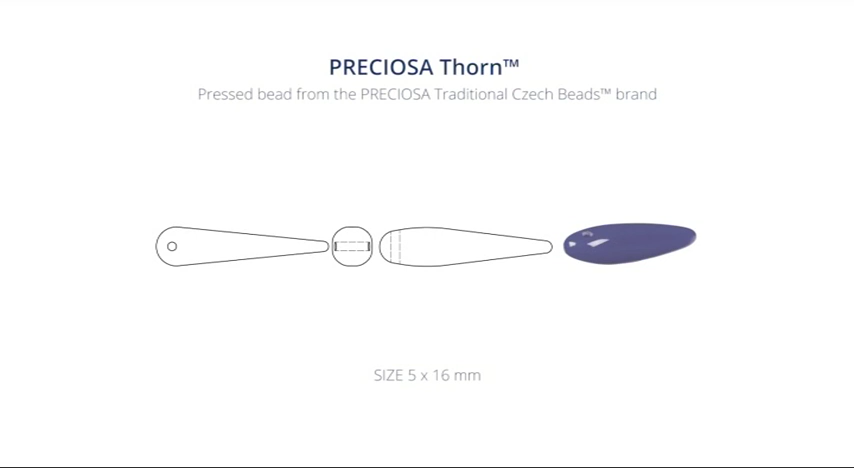 PRECIOSA Thorn™
Pressed bead from the PRECIOSA Traditional Czech Beads™ brand
SIZE 5 x 16 mm